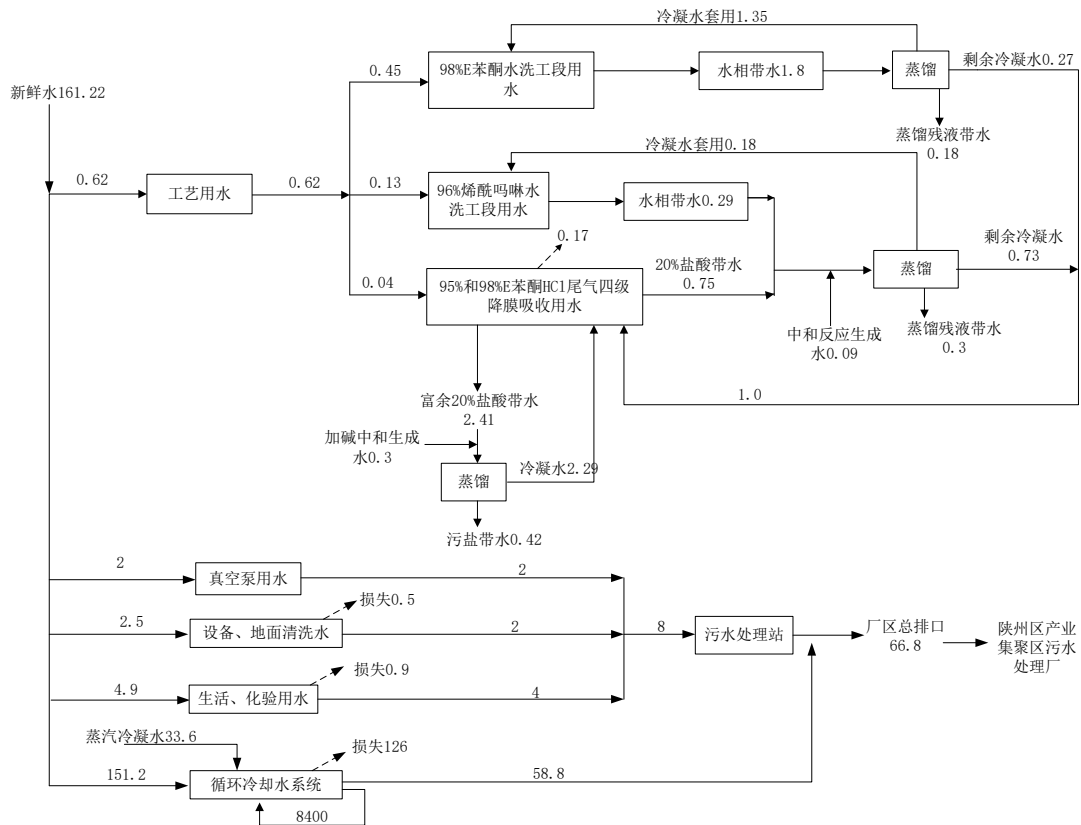 冷凝水套用1.35
新鲜水161.22
0.45
98%E苯酮水洗工段用
水
水相带水1.8
蒸馏
剩余冷凝水0.27
蒸馏残液带水
0.18
冷凝水套用0.18
0.62
工艺用水
0.62
0.13
96%烯酰吗啉水
洗工段用水
水相带水0.29
0.17
0.04
95%和98%E苯酮HCl尾气四级
降膜吸收用水
20%盐酸带水
0.75
蒸馏
剩余冷凝水
0.73
中和反应生成
水0.09
蒸馏残液带水
0.3
1.0
富余20%盐酸带水
2.41
加碱中和生成
水0.3
蒸馏
冷凝水2.29
污盐带水0.42
2
真空泵用水
2
损失0.5
2.5
设备、地面清洗水
2
8
污水处理站
厂区总排口
66.8
陕州区产业
集聚区污水
处理厂
损失0.9
4.9
生活、化验用水
4
蒸汽冷凝水33.6
损失126
151.2
循环冷却水系统
58.8
8400